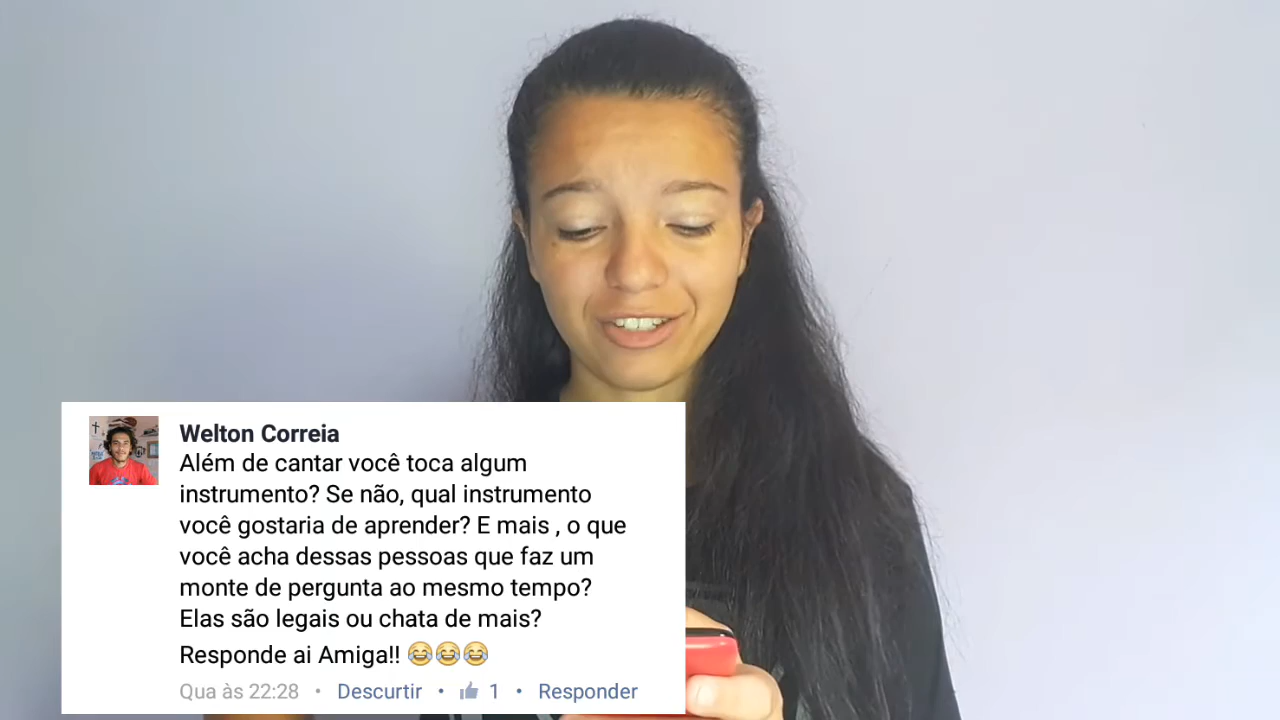 Welton Correia
Além de cantar você toca algum
instrumento? Se não, qual instrumento
você gostaria de aprender? E mais , o que
você acha dessas pessoas que faz um
monte de pergunta ao mesmo tempo?
Elas são legais ou chata de mais?
Responde ai Amiga!! 😂😂😂
Qua às 22:28 • Descurtir • 1 • Responder